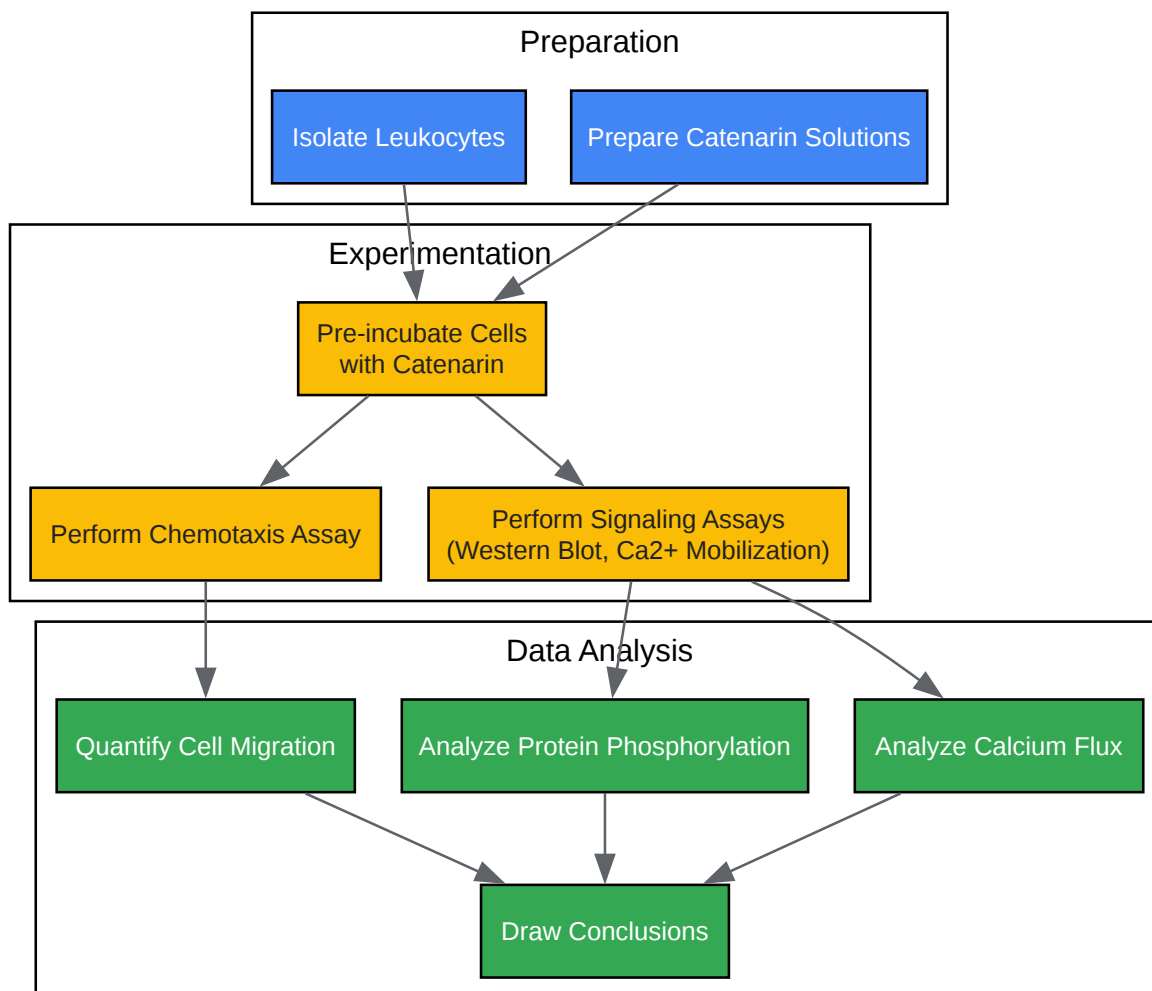 Preparation
Isolate Leukocytes
Prepare Catenarin Solutions
Experimentation
Pre-incubate Cells
with Catenarin
Perform Chemotaxis Assay
Perform Signaling Assays
(Western Blot, Ca2+ Mobilization)
Data Analysis
Quantify Cell Migration
Analyze Protein Phosphorylation
Analyze Calcium Flux
Draw Conclusions